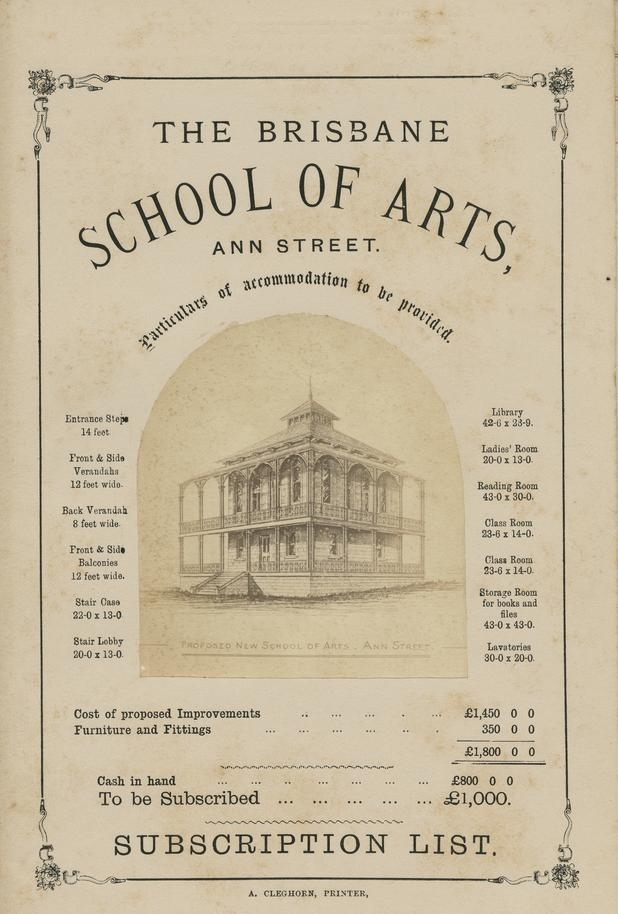 THE BRISBANE
SCHOOL OF ARTS,
ANN STREET.
Particulars of accommodation to be provided.
Entrance Steps
14 feet
Front & Side
Verandahs
12 feet wide.
Back Verandah
8 feet wide.
Front & Side
Balconies
12 feet wide.
Stair Case
22-0 x 13-0
Stair Lobby
20-0 x 13-0
Library
42-6 x 23-9.
Ladies' Room
20-0 x 13-0.
Reading Room
43-0 x 30-0.
Class Room
23-6 x 14-0.
Class Room
23-6 x 14-0.
Storage Room
for books and
files
43-0 x 43-0.
Lavatories
30-0 x 20-0.
PROPOSED NEW SCHOOL OF ARTS . ANN STREET.
Cost of proposed Improvements .. ... ... . ... £1,450 0 0
Furniture and Fittings ... ... ... .. . 350 0 0
£1,800 0 0
Cash in hand ... ... ... ... ... ... £800 0 0
To be Subscribed ... ... ... ... ... £1,000.
SUBSCRIPTION LIST.
A. CLEGHORN, PRINTER,